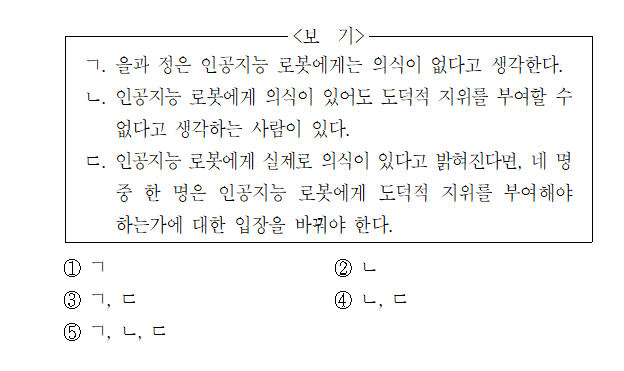 <보 기>
ㄱ. 을과 정은 인공지능 로봇에게는 의식이 없다고 생각한다.
ㄴ. 인공지능 로봇에게 의식이 있어도 도덕적 지위를 부여할 수
없다고 생각하는 사람이 있다.
ㄷ. 인공지능 로봇에게 실제로 의식이 있다고 밝혀진다면, 네 명
중 한 명은 인공지능 로봇에게 도덕적 지위를 부여해야
하는가에 대한 입장을 바꿔야 한다.
① ㄱ ② ㄴ
③ ㄱ, ㄷ ④ ㄴ, ㄷ
⑤ ㄱ, ㄴ, ㄷ